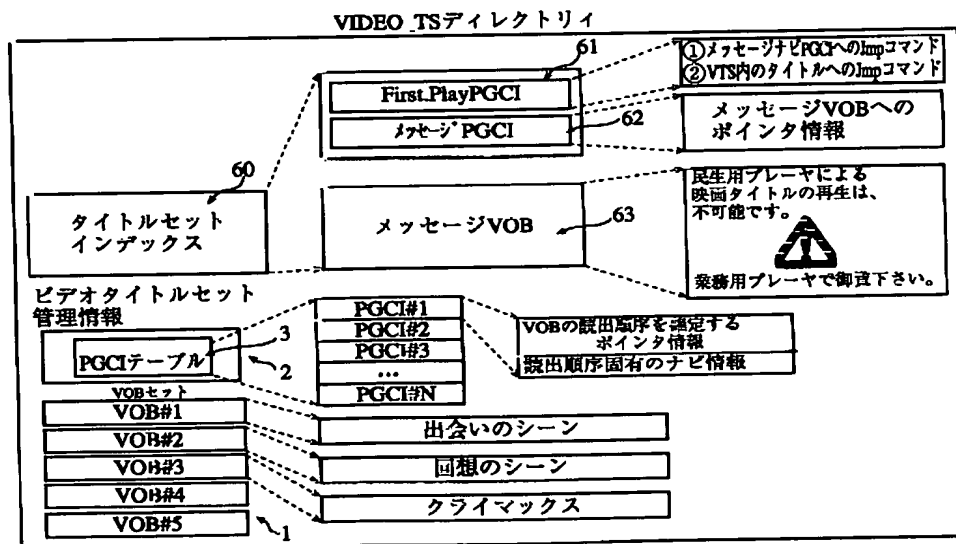 VIDEO_TSディレクトリィ
61
First.PlayPGCI
メッセージPGCI
62
①メッセージナビPGCIへのJmpコマンド
②VTS内のタイトルへのJmpコマンド
メッセージVOBへの
ポインタ情報
60
タイトルセット
インデックス
メッセージVOB
63
民生用プレーヤによる
映画タイトルの再生は、
不可能です。
業務用プレーヤで御覧下さい。
ビデオタイトルセット
管理情報
3
PGCIテーブル
2
PGCI#1
PGCI#2
PGCI#3
…
PGCI#N
VOBの読出順序を指定する
ポインタ情報
読出順序固有のナビ情報
VOBセット
VOB#1
VOB#2
VOB#3
VOB#4
VOB#5
1
出会いのシーン
回想のシーン
クライマックス